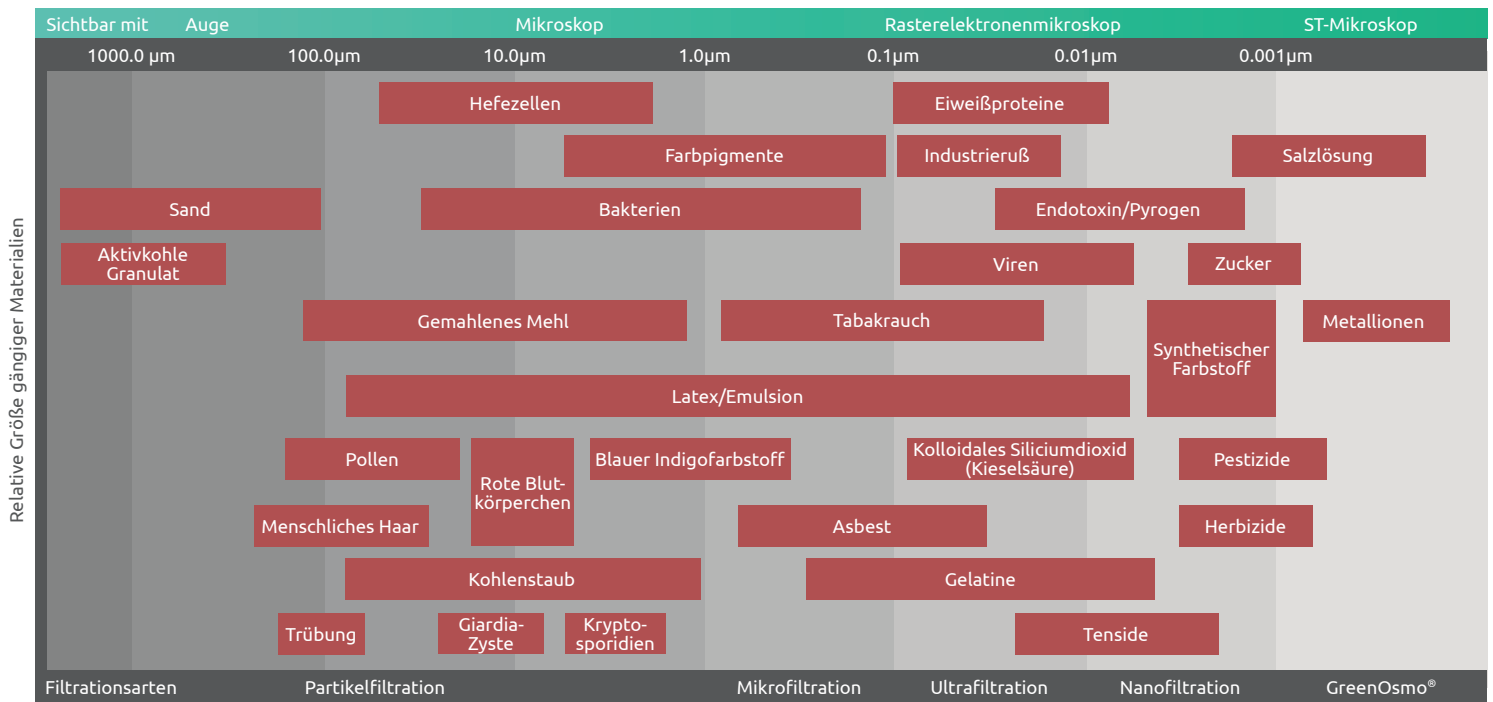 Sichtbar mit Auge Mikroskop Rasterelektronenmikroskop ST-Mikroskop
1000.0 µm 100.0µm 10.0µm 1.0µm 0.1µm 0.01µm 0.001µm
Relative Größe gängiger Materialien
Hefezellen Eiweißproteine
Farbpigmente Industrieruß Salzlösung
Sand Bakterien Endotoxin/Pyrogen
Aktivkohle
Granulat
Viren Zucker
Gemahlenes Mehl Tabakrauch
Synthetischer
Farbstoff
Metallionen
Latex/Emulsion
Pollen
Rote Blut-
körperchen
Blauer Indigofarbstoff
Kolloidales Siliciumdioxid
(Kieselsäure)
Pestizide
Menschliches Haar Asbest Herbizide
Kohlenstaub Gelatine
Trübung
Giardia-
Zyste
Krypto-
sporidien
Tenside
Filtrationsarten Partikelfiltration Mikrofiltration Ultrafiltration Nanofiltration GreenOsmo®